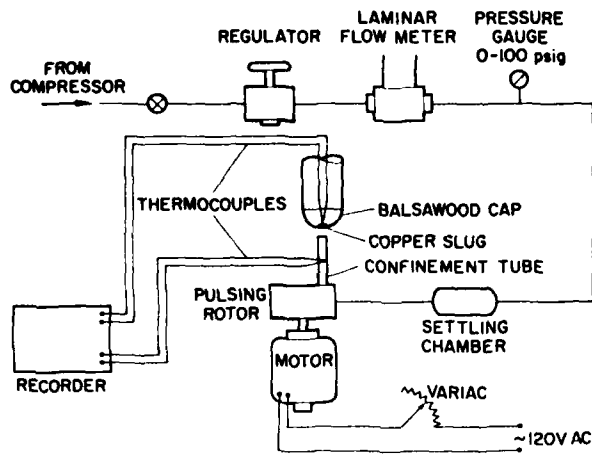 LAMINAR
FLOW METER
PRESSURE
GAUGE
0-100 psig
REGULATOR
FROM
COMPRESSOR
THERMOCOUPLES
BALSAWOOD CAP
COPPER SLUG
CONFINEMENT TUBE
PULSING
ROTOR
SETTLING
CHAMBER
RECORDER
MOTOR
VARIAC
~120V AC